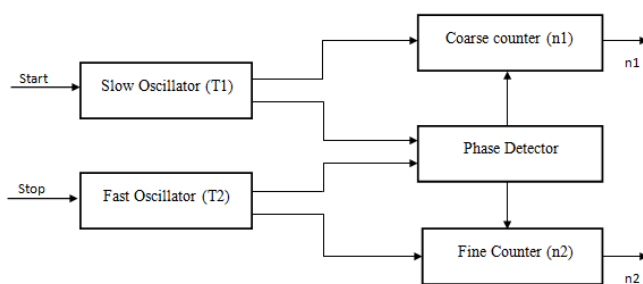 Coarse counter (n1)
n1
Start
Slow Oscillator (T1)
Phase Detector
Stop
Fast Oscillator (T2)
Fine Counter (n2)
n2